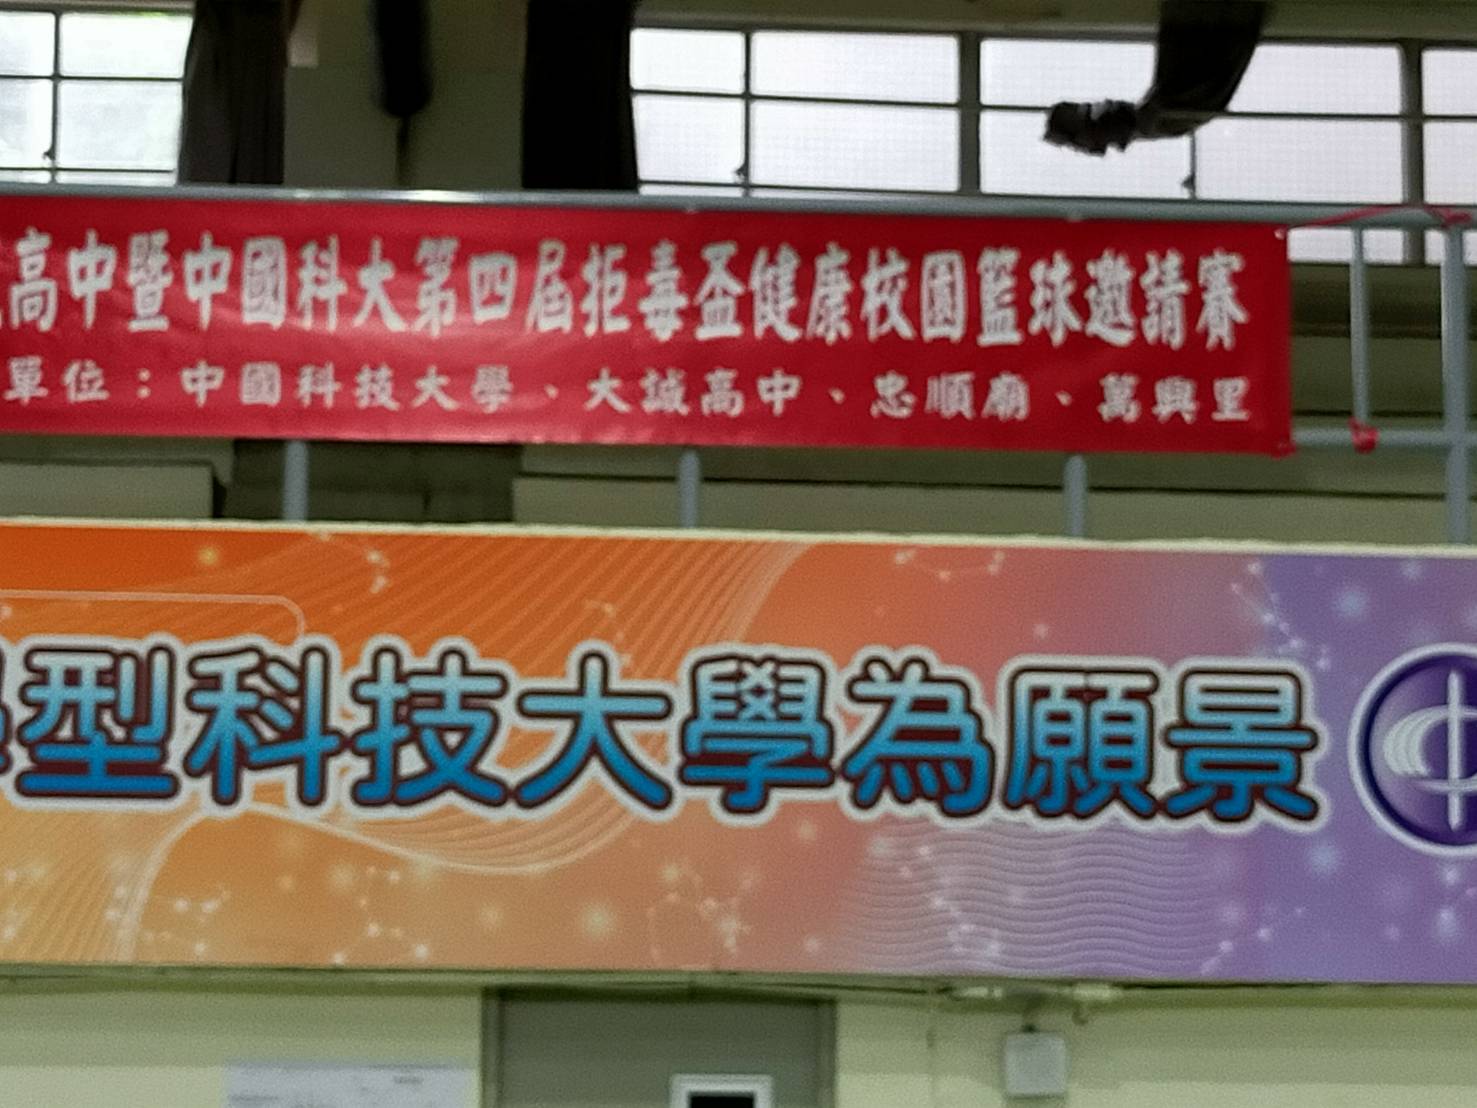 高中暨中國科大第四屆拒毒盃健康校園籃球邀請賽
單位：中國科技大學、大誠高中、忠順廟、萬興里
型科技大學為願景